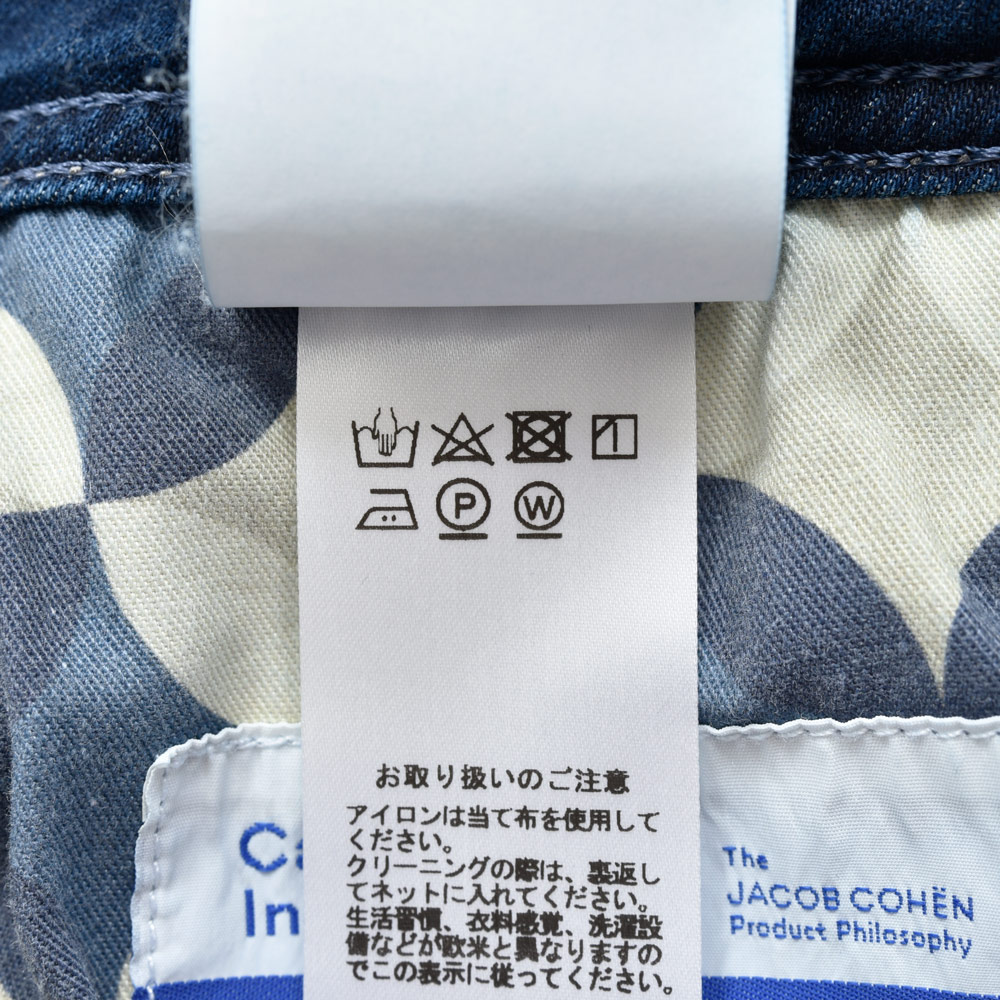 P W
お取り扱いのご注意
アイロンは当て布を使用して
ください。
クリーニングの際は、裏返し
てネットに入れてください。
生活習慣、衣料感覚、洗濯設
備などが欧米と異なりますの
でこの表示に従ってください。
The
JACOB COHËN
Product Philosophy